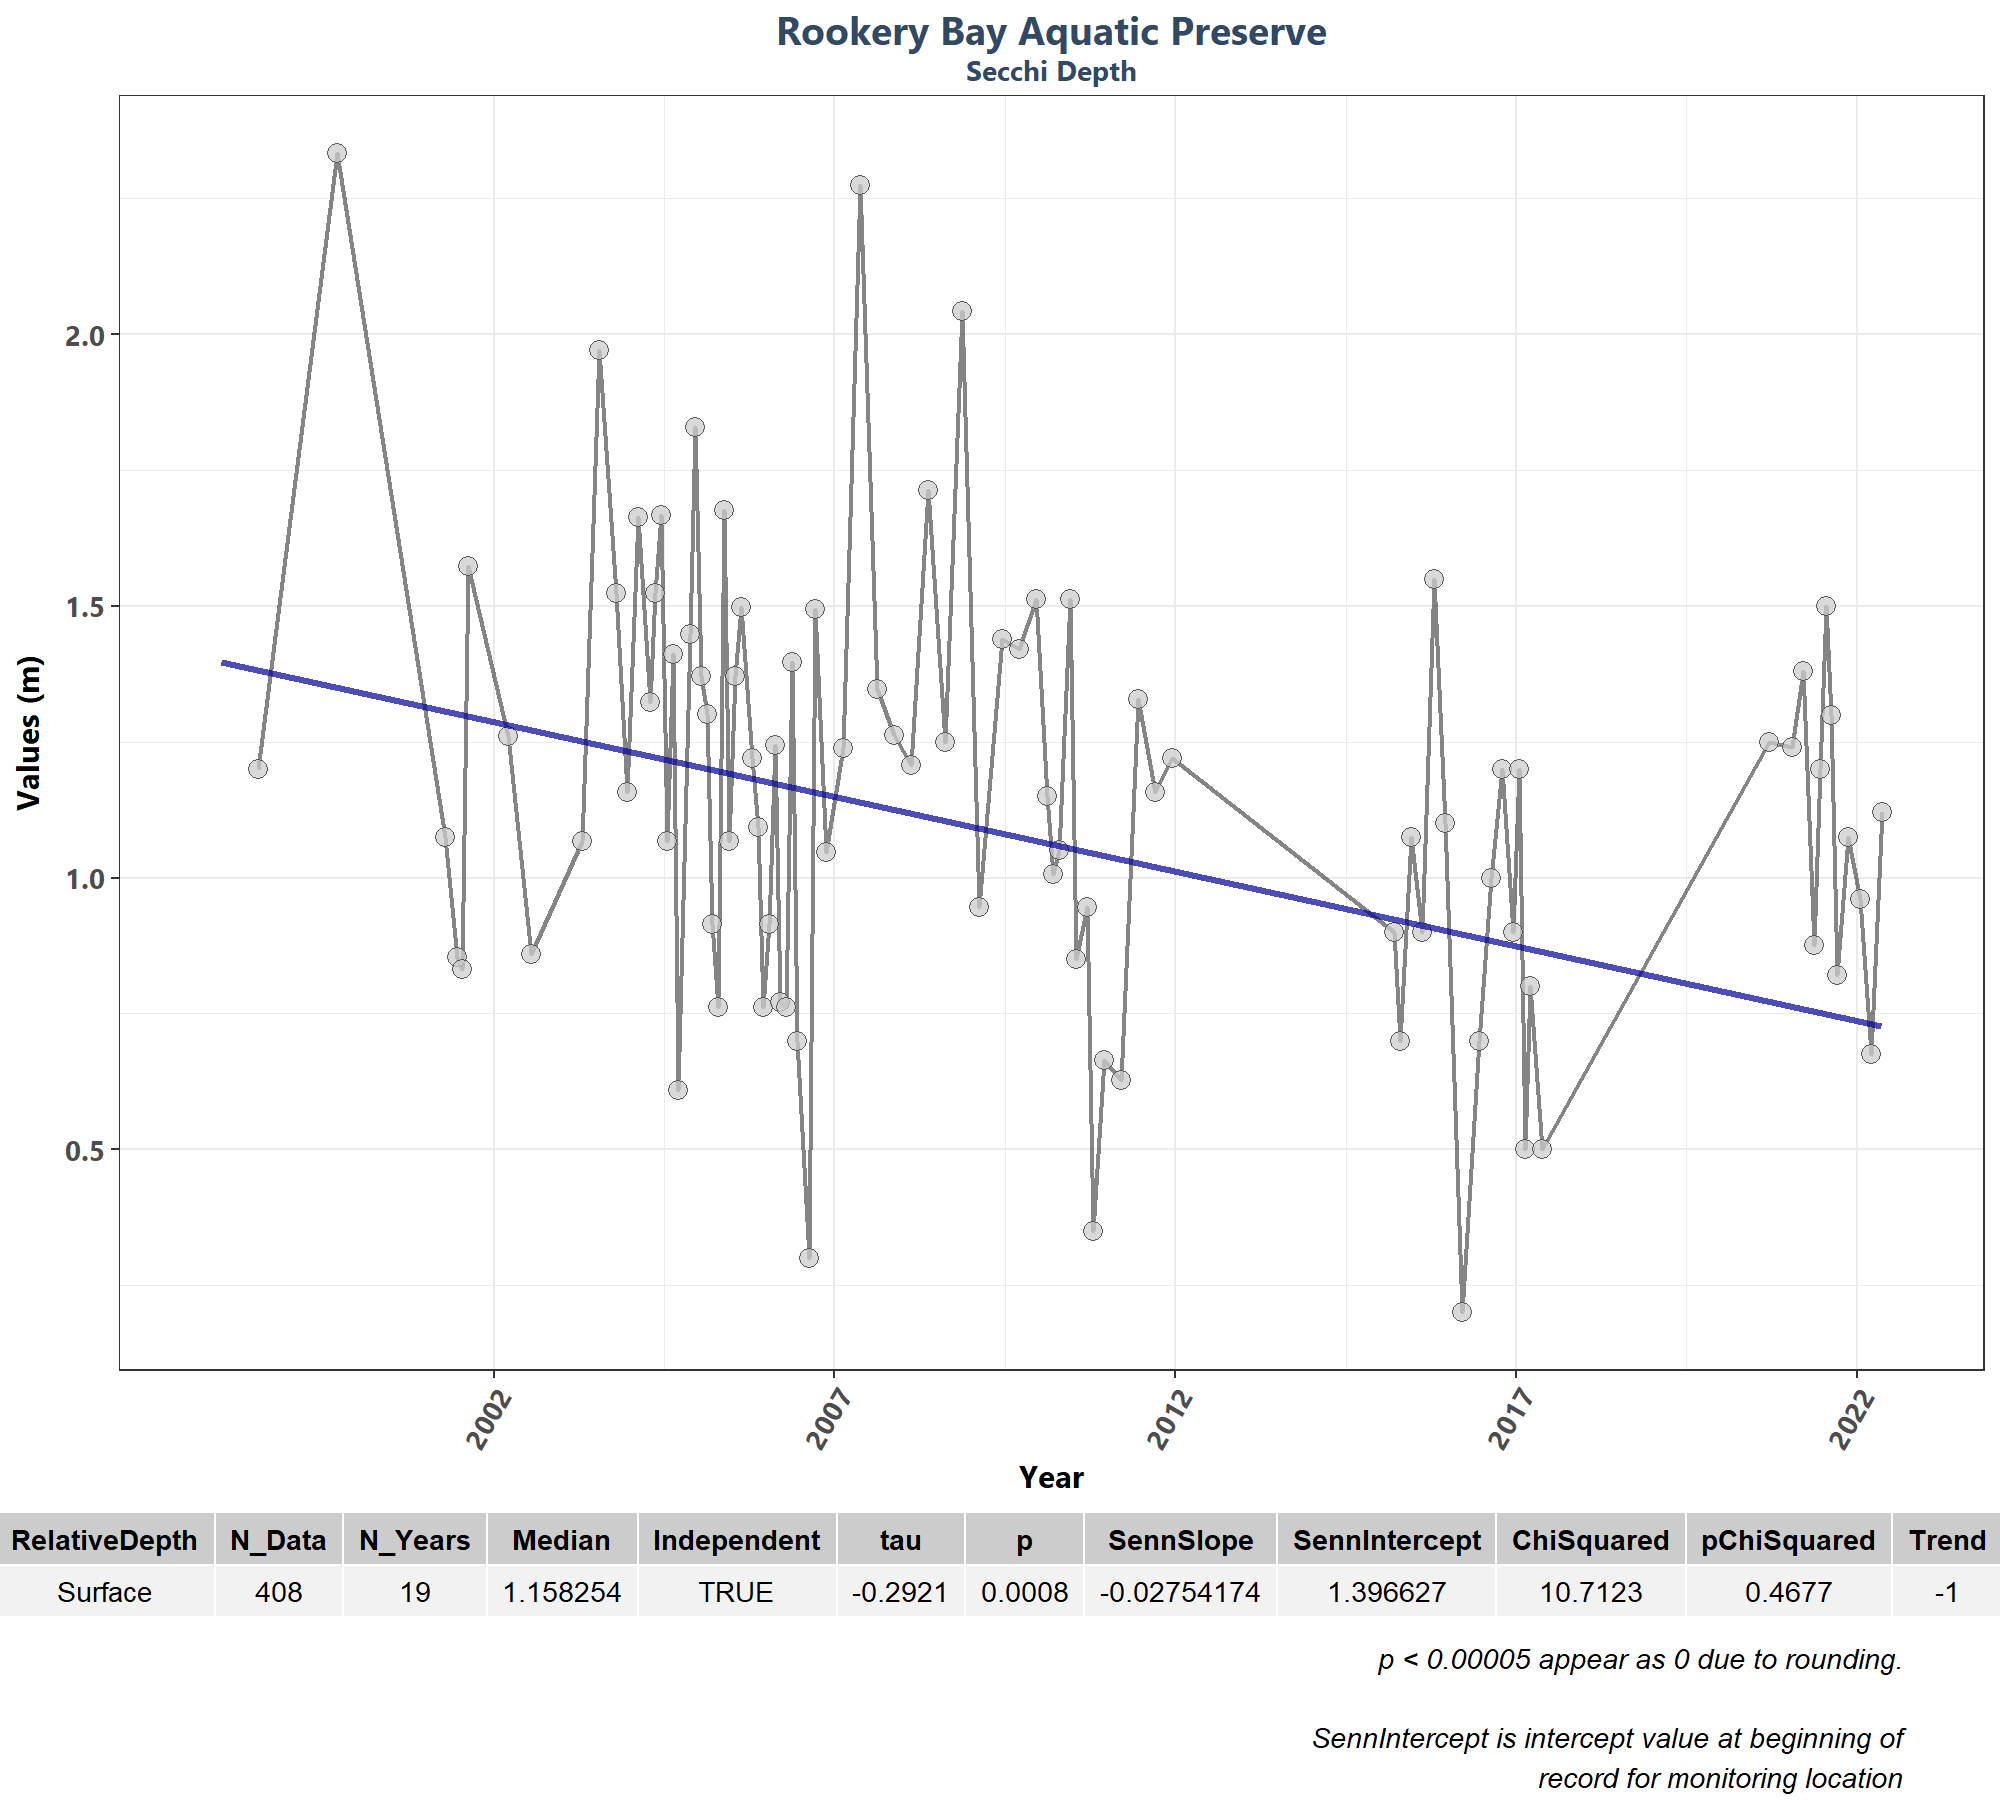 Rookery Bay Aquatic Preserve
Secchi Depth
Values (m)
2.0
1.5
1.0
0.5
2002 2007 2012 2017 2022
Year
RelativeDepth N_Data N_Years Median Independent tau p SennSlope SennIntercept ChiSquared pChiSquared Trend
Surface 408 19 1.158254 TRUE -0.2921 0.0008 -0.02754174 1.396627 10.7123 0.4677 -1
p < 0.00005 appear as 0 due to rounding.
SennIntercept is intercept value at beginning of
record for monitoring location